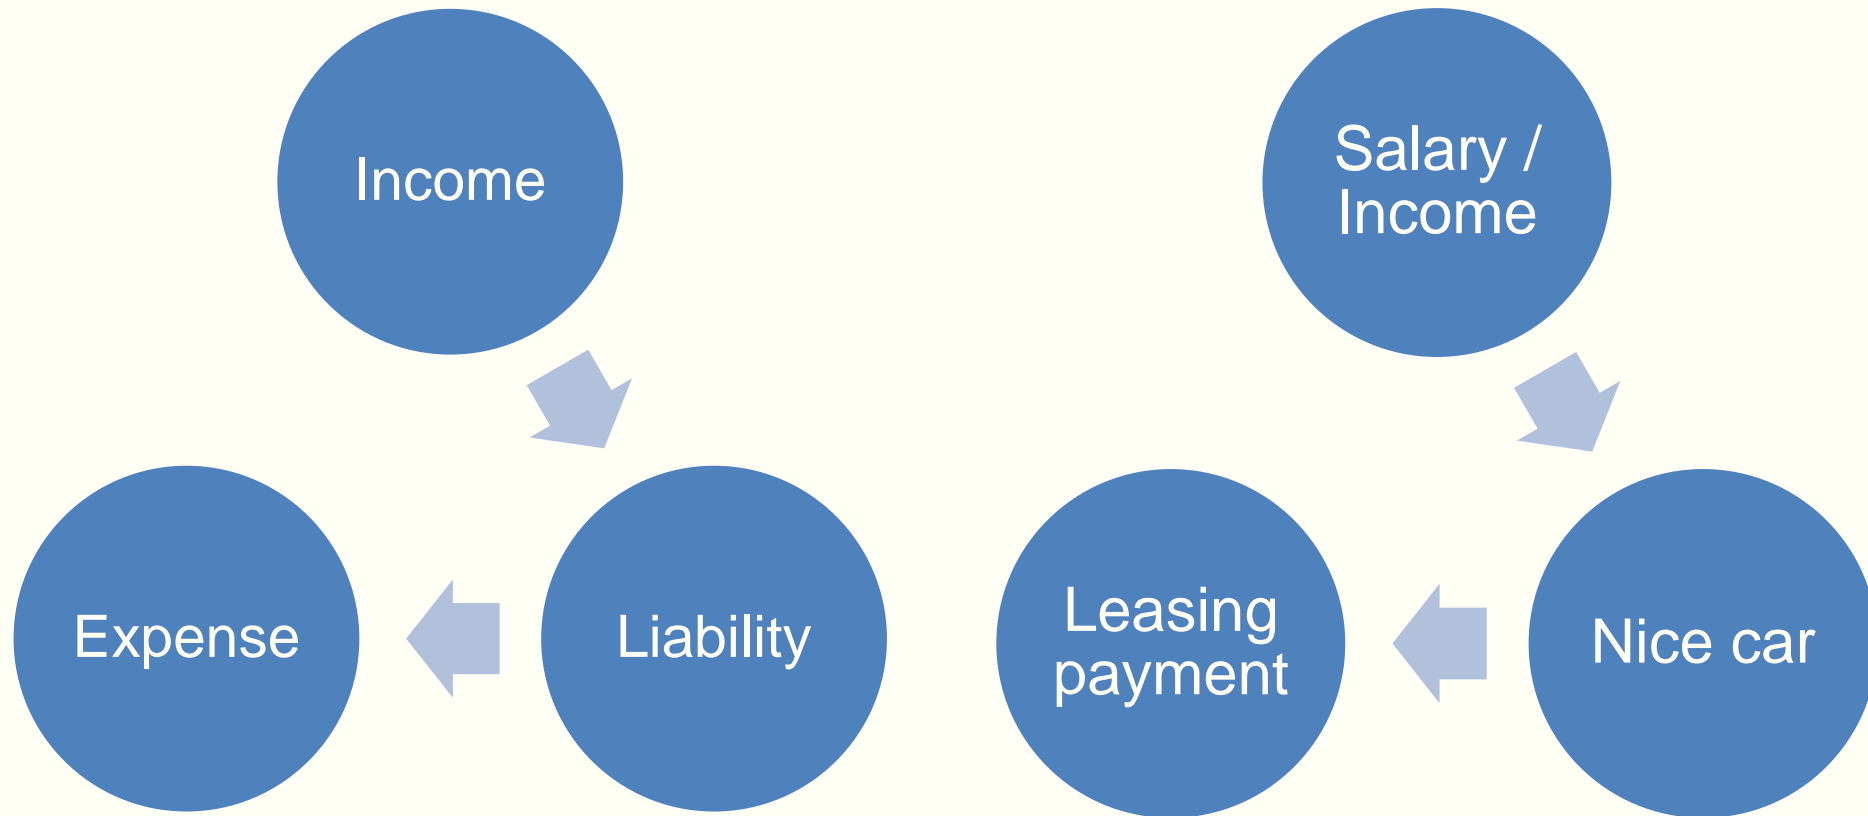 Income
Liability
Expense
Salary /
Income
Nice car
Leasing
payment